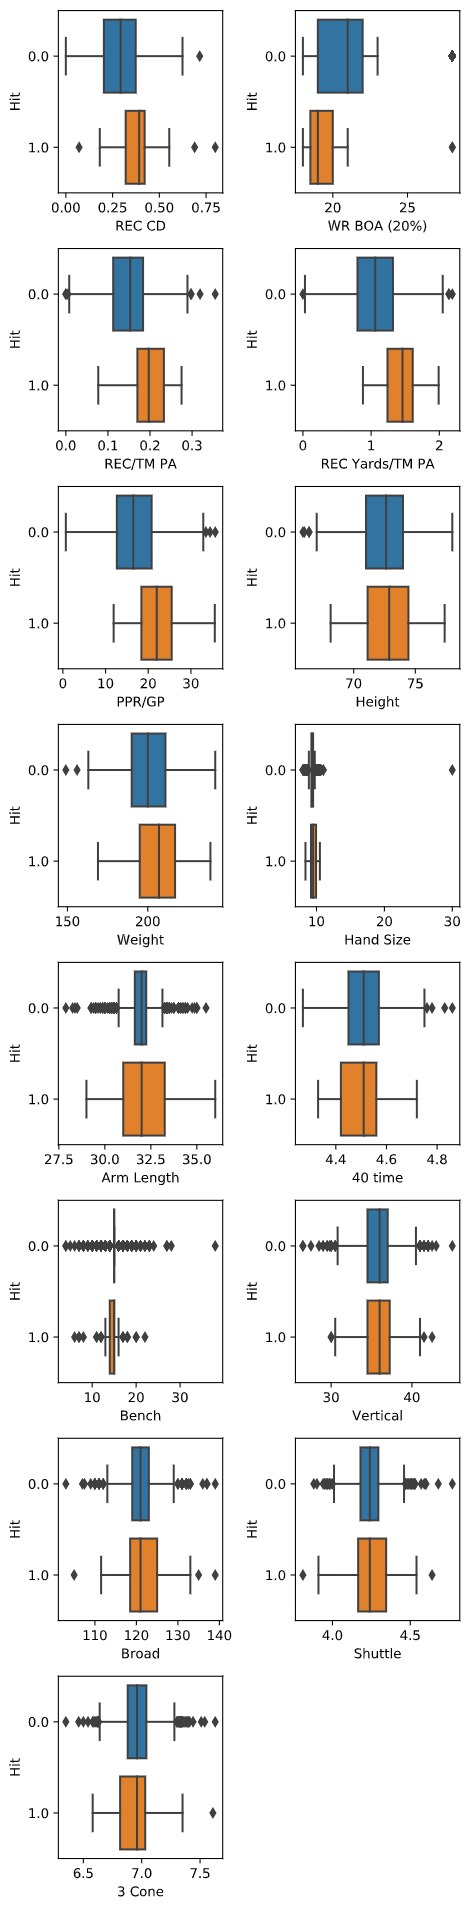 Hit
0.0
1.0
0.00 0.25 0.50 0.75
REC CD
Hit
0.0
1.0
20 25
WR BOA (20%)
Hit
0.0
1.0
0.0 0.1 0.2 0.3
REC/TM PA
Hit
0.0
1.0
0 1 2
REC Yards/TM PA
Hit
0.0
1.0
0 10 20 30
PPR/GP
Hit
0.0
1.0
70 75
Height
Hit
0.0
1.0
150 200
Weight
Hit
0.0
1.0
10 20 30
Hand Size
Hit
0.0
1.0
27.5 30.0 32.5 35.0
Arm Length
Hit
0.0
1.0
4.4 4.6 4.8
40 time
Hit
0.0
1.0
10 20 30
Bench
Hit
0.0
1.0
30 40
Vertical
Hit
0.0
1.0
110 120 130 140
Broad
Hit
0.0
1.0
4.0 4.5
Shuttle
Hit
0.0
1.0
6.5 7.0 7.5
3 Cone